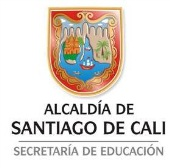 ALCALDÍA DE
SANTIAGO DE CALI
SECRETARÍA DE EDUCACIÓN